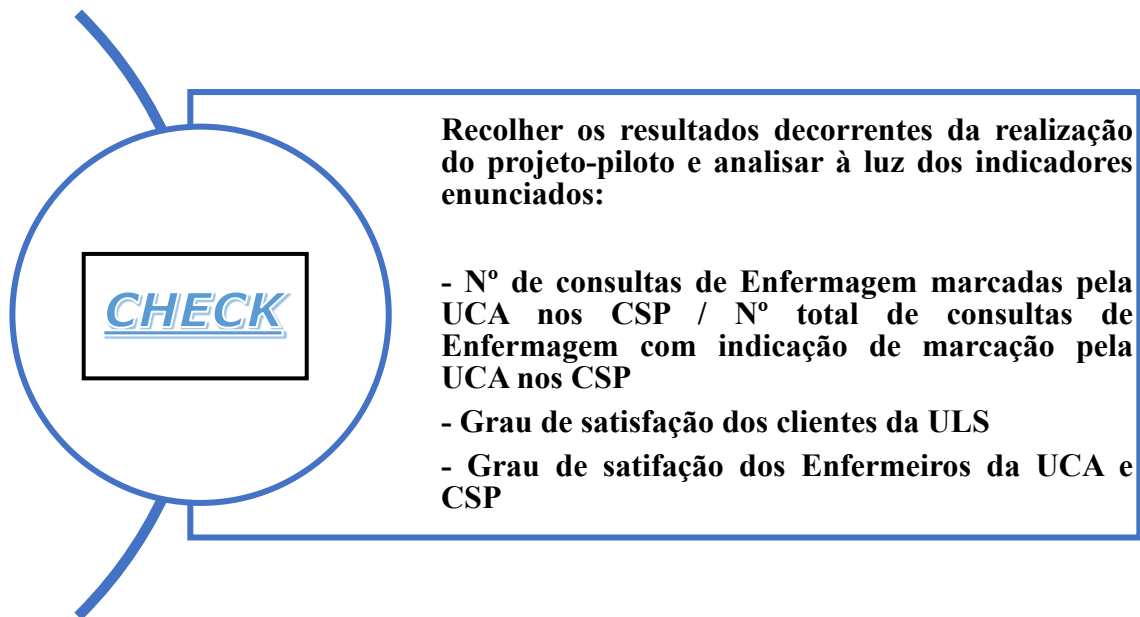 CHECK
Recolher os resultados decorrentes da realização
do projeto-piloto e analisar à luz dos indicadores
enunciados:
- Nº de consultas de Enfermagem marcadas pela
UCA nos CSP / Nº total de consultas de
Enfermagem com indicação de marcação pela
UCA nos CSP
- Grau de satisfação dos clientes da ULS
- Grau de satifação dos Enfermeiros da UCA e
CSP